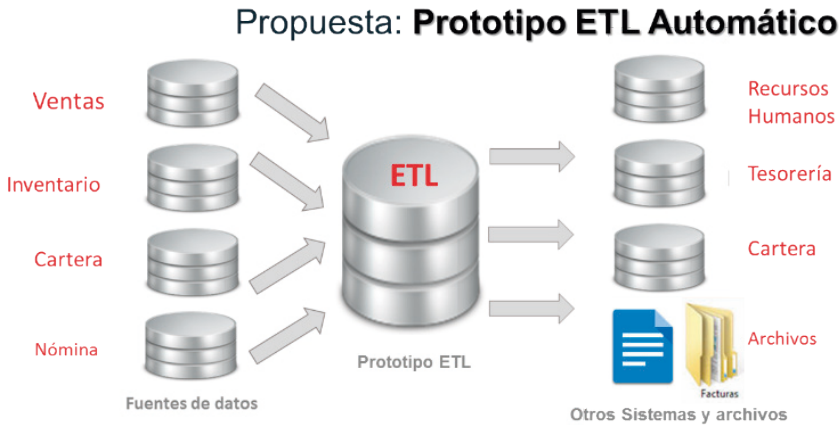 Propuesta: Prototipo ETL Automático
Ventas
Inventario
Cartera
Nómina
Fuentes de datos
ETL
Prototipo ETL
Recursos
Humanos
Tesorería
Cartera
Archivos
Facturas
Otros Sistemas y archivos